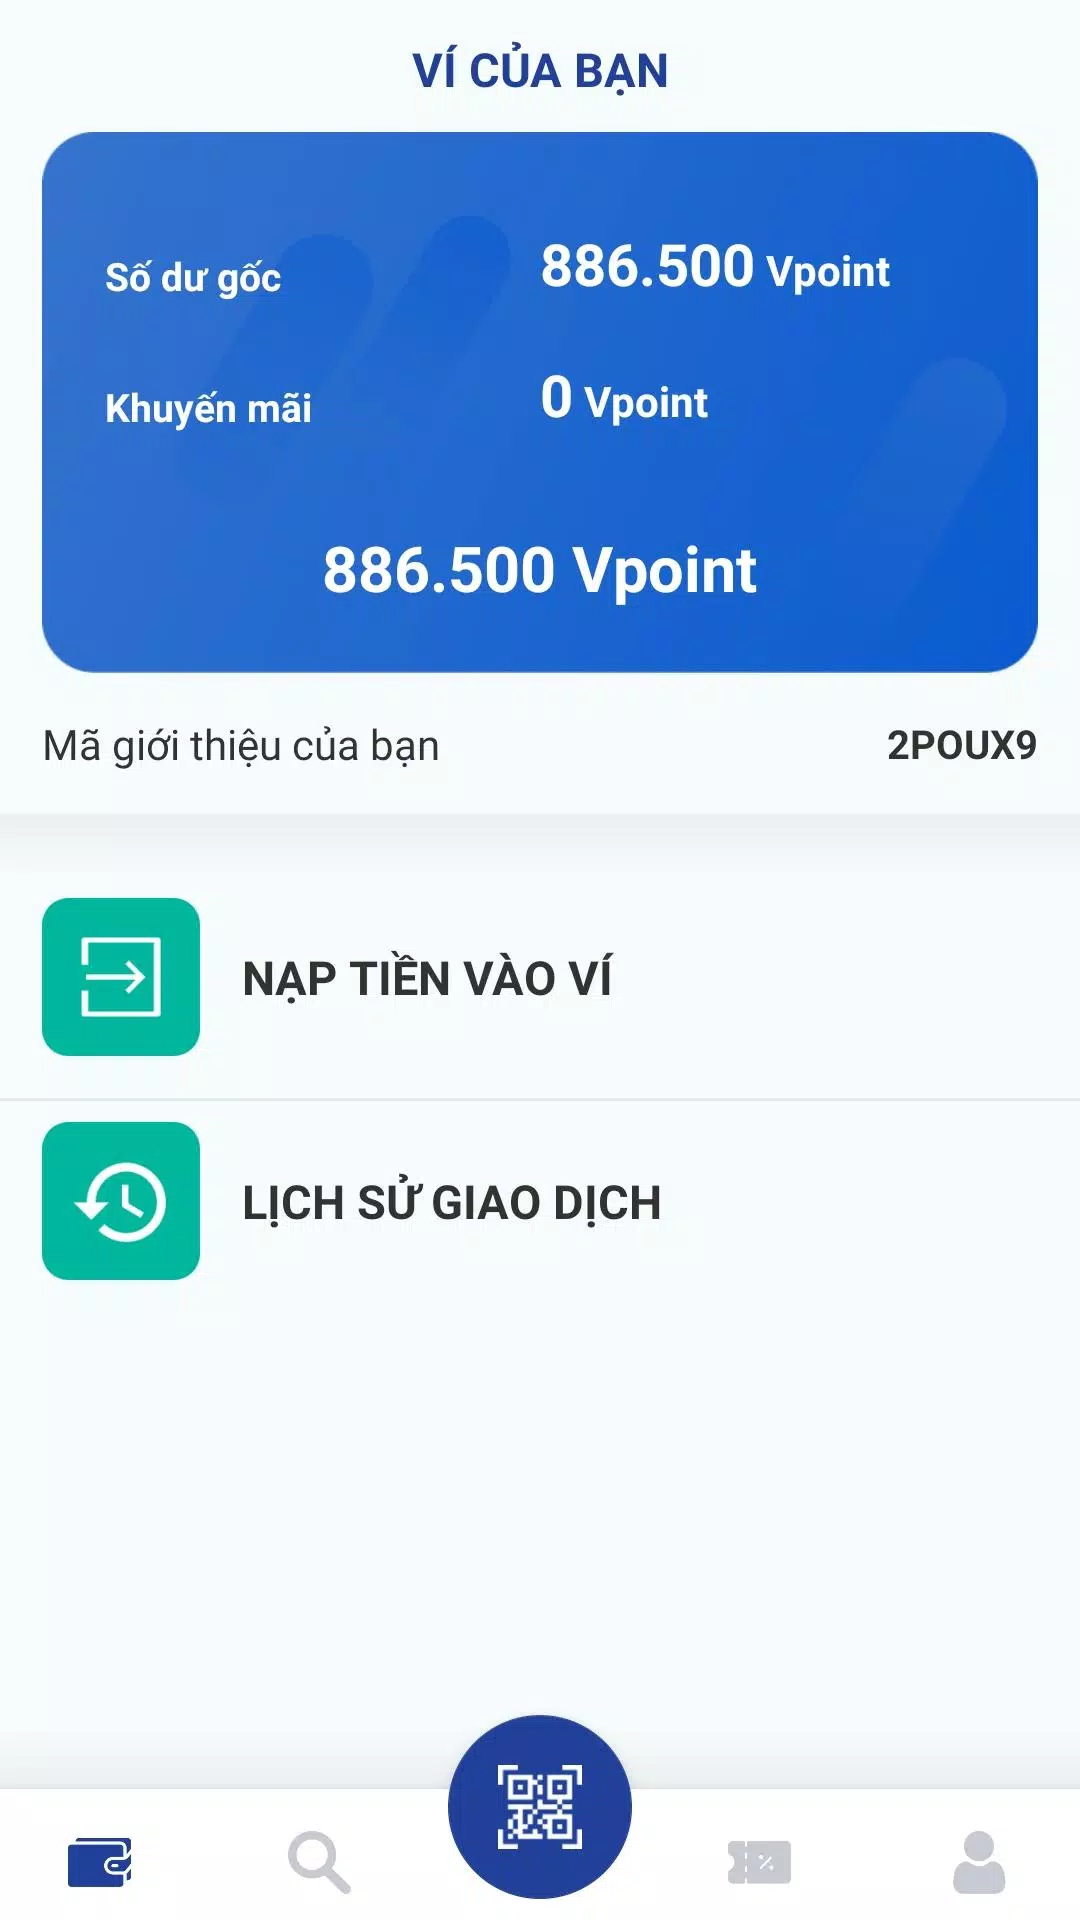 VÍ CỦA BẠN
Số dư gốc 886.500 Vpoint
Khuyến mãi 0 Vpoint
886.500 Vpoint
Mã giới thiệu của bạn 2POUX9
NẠP TIỀN VÀO VÍ
LỊCH SỬ GIAO DỊCH